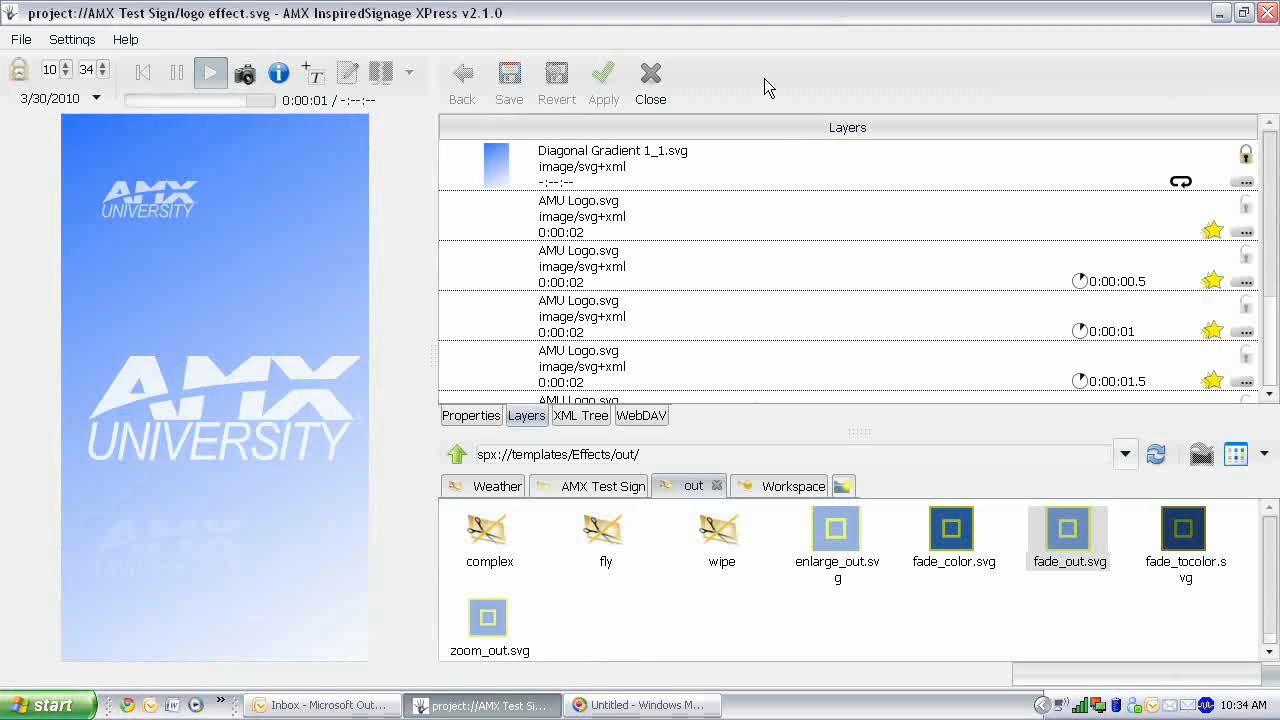 project://AMX Test Sign/logo effect.svg - AMX InspiredSignage XPress v2.1.0
File Settings Help
10 34
3/30/2010
0:00:01 / -:--:--
Back Save Revert Apply Close
AMX
UNIVERSITY
AMX
UNIVERSITY
Layers
Diagonal Gradient 1_1.svg
image/svg+xml
-:--:--
AMU Logo.svg
image/svg+xml
0:00:02
AMU Logo.svg
image/svg+xml
0:00:02 0:00:00.5
AMU Logo.svg
image/svg+xml
0:00:02 0:00:01
AMU Logo.svg
image/svg+xml
0:00:02 0:00:01.5
AMU Logo.svg
Properties Layers XML Tree WebDAV
spx://templates/Effects/out/
Weather AMX Test Sign out Workspace
complex fly wipe enlarge_out.sv
g fade_color.svg fade_out.svg fade_tocolor.s
vg
zoom_out.svg
start Inbox - Microsoft Out... project://AMX Test Si... Untitled - Windows M... 10:34 AM